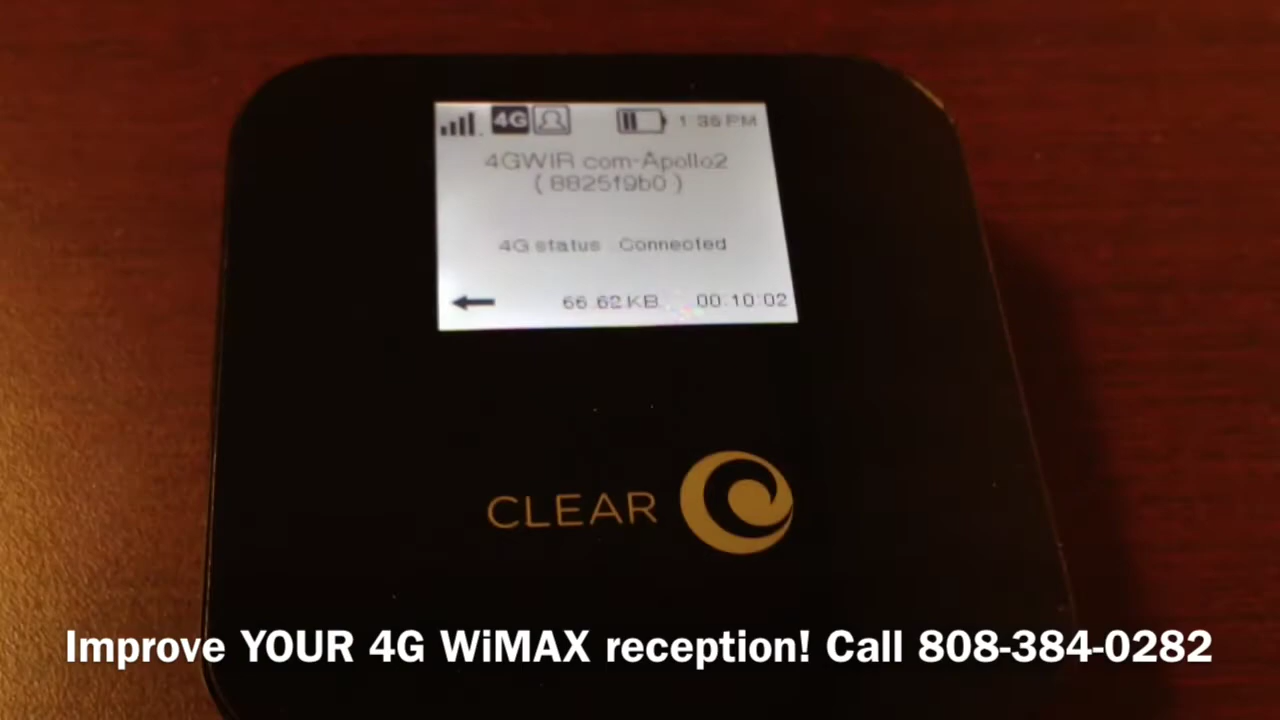 4G 1:35 PM
4GWIR.com-Apollo2
( 8825f9b0 )
4G status : Connected
66.62 KB 00:10:02
CLEAR
Improve YOUR 4G WiMAX reception! Call 808-384-0282